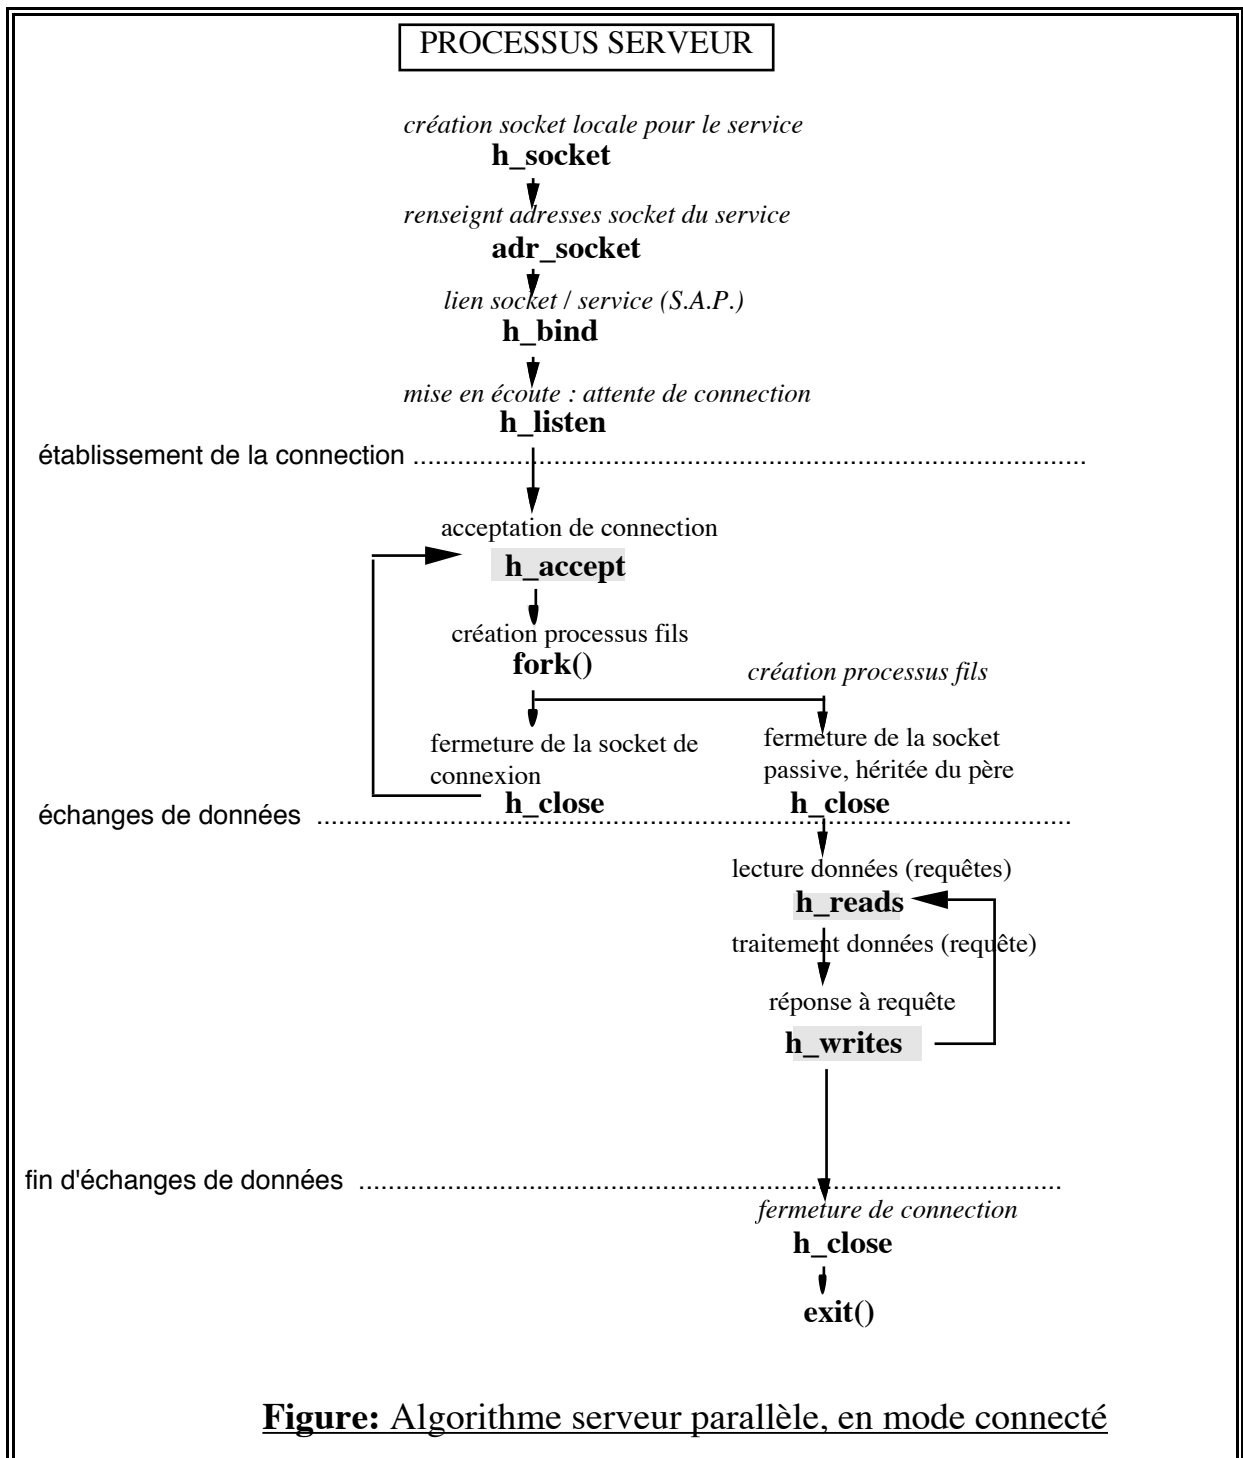 PROCESSUS SERVEUR
création socket locale pour le service
h_socket
renseignt adresses socket du service
adr_socket
lien socket / service (S.A.P.)
h_bind
mise en écoute : attente de connection
h_listen
établissement de la connection ..........................................................................................
acceptation de connection
h_accept
création processus fils
fork()
création processus fils
fermeture de la socket de
connexion
h_close
fermeture de la socket
passive, héritée du père
h_close
échanges de données ..........................................................................................
lecture données (requêtes)
h_reads
traitement données (requête)
réponse à requête
h_writes
fin d'échanges de données ..........................................................................................
fermeture de connection
h_close
exit()
Figure: Algorithme serveur parallèle, en mode connecté